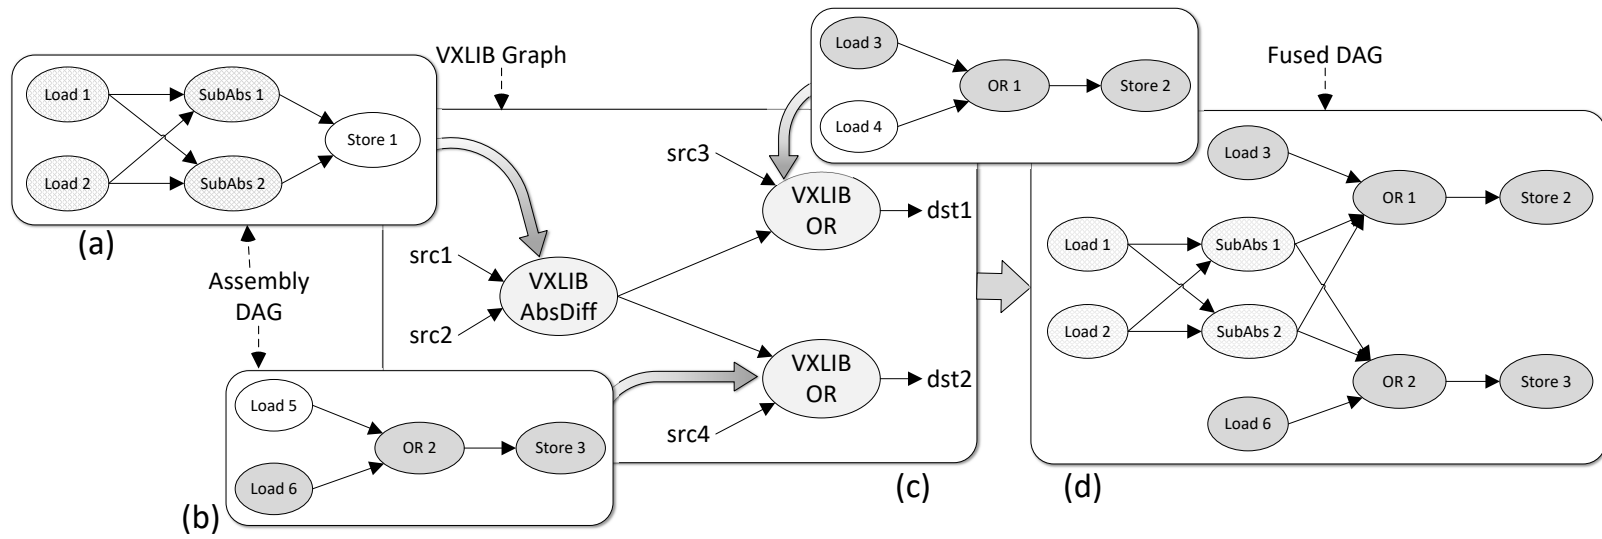 VXLIB Graph
Fused DAG
Load 1
SubAbs 1
Store 1
Load 2
SubAbs 2
(a)
Assembly
DAG
Load 5
OR 2
Store 3
Load 6
(b)
Load 3
OR 1
Store 2
Load 4
src3
VXLIB
OR
dst1
src1
VXLIB
AbsDiff
src2
VXLIB
OR
dst2
src4
(c)
Load 3
OR 1
Store 2
Load 1
SubAbs 1
Load 2
SubAbs 2
OR 2
Store 3
Load 6
(d)